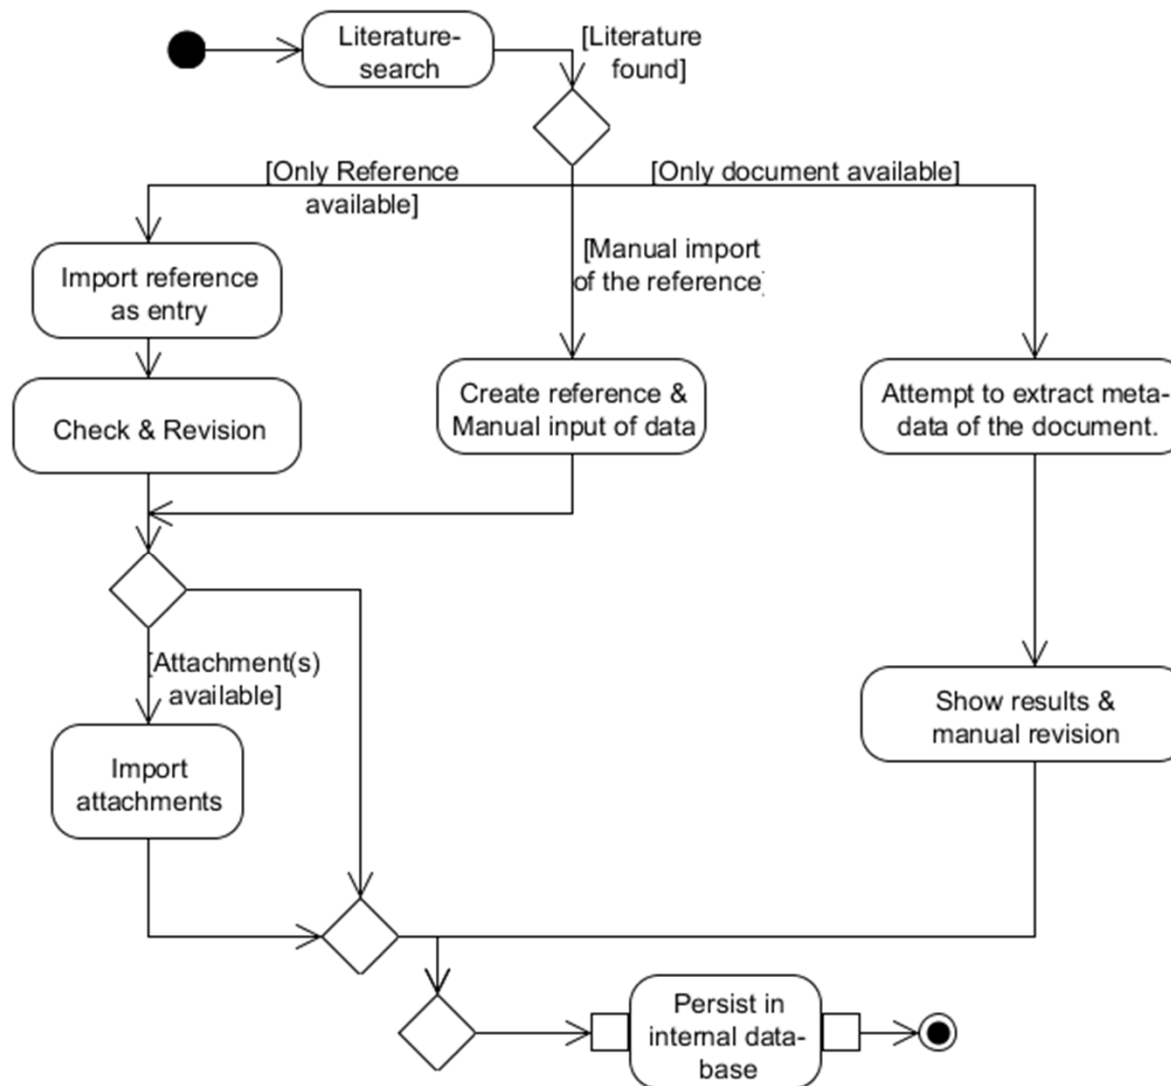 Literature-
search
[Literature
found]
[Only Reference
available]
[Only document available]
[Manual import
of the reference]
Import reference
as entry
Check & Revision
Create reference &
Manual input of data
Attempt to extract meta-
data of the document.
[Attachment(s)
available]
Import
attachments
Show results &
manual revision
Persist in
internal data-
base